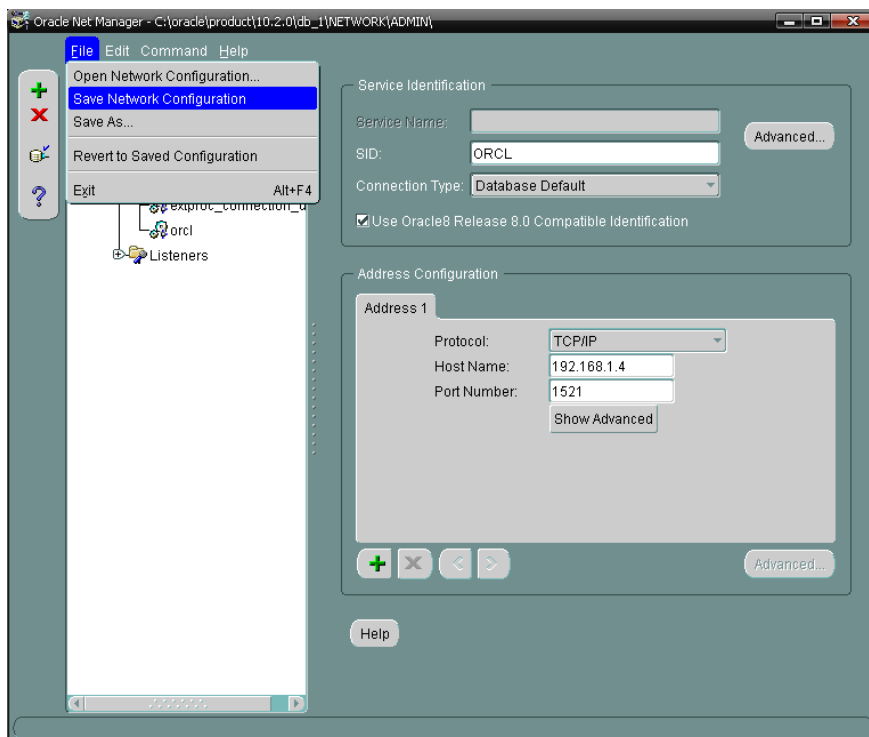 Oracle Net Manager - C:\oracle\product\10.2.0\db_1\NETWORK\ADMIN\
File Edit Command Help
Open Network Configuration...
Save Network Configuration
Save As...
Revert to Saved Configuration
Exit Alt+F4
orcl
Listeners
Service Identification
Service Name:
SID: ORCL
Advanced...
Connection Type: Database Default
Use Oracle8 Release 8.0 Compatible Identification
Address Configuration
Address 1
Protocol: TCP/IP
Host Name: 192.168.1.4
Port Number: 1521
Show Advanced
Advanced...
Help